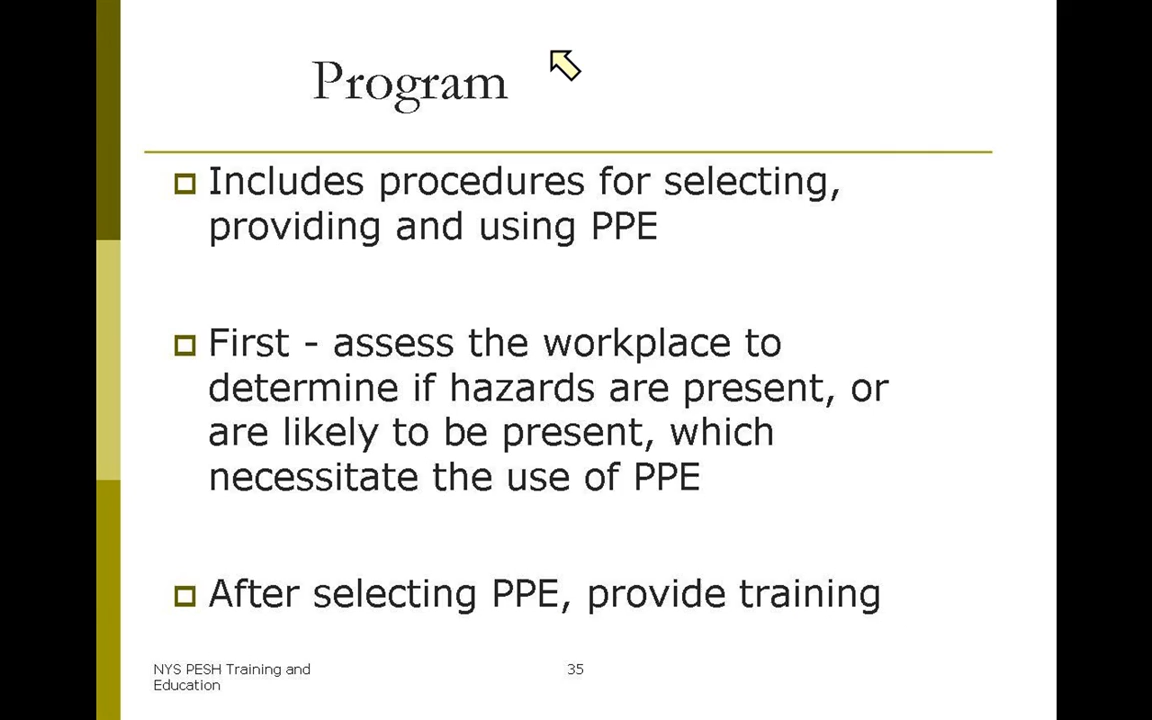 Program
Includes procedures for selecting,
providing and using PPE
First - assess the workplace to
determine if hazards are present, or
are likely to be present, which
necessitate the use of PPE
After selecting PPE, provide training
NYS PESH Training and
Education
35